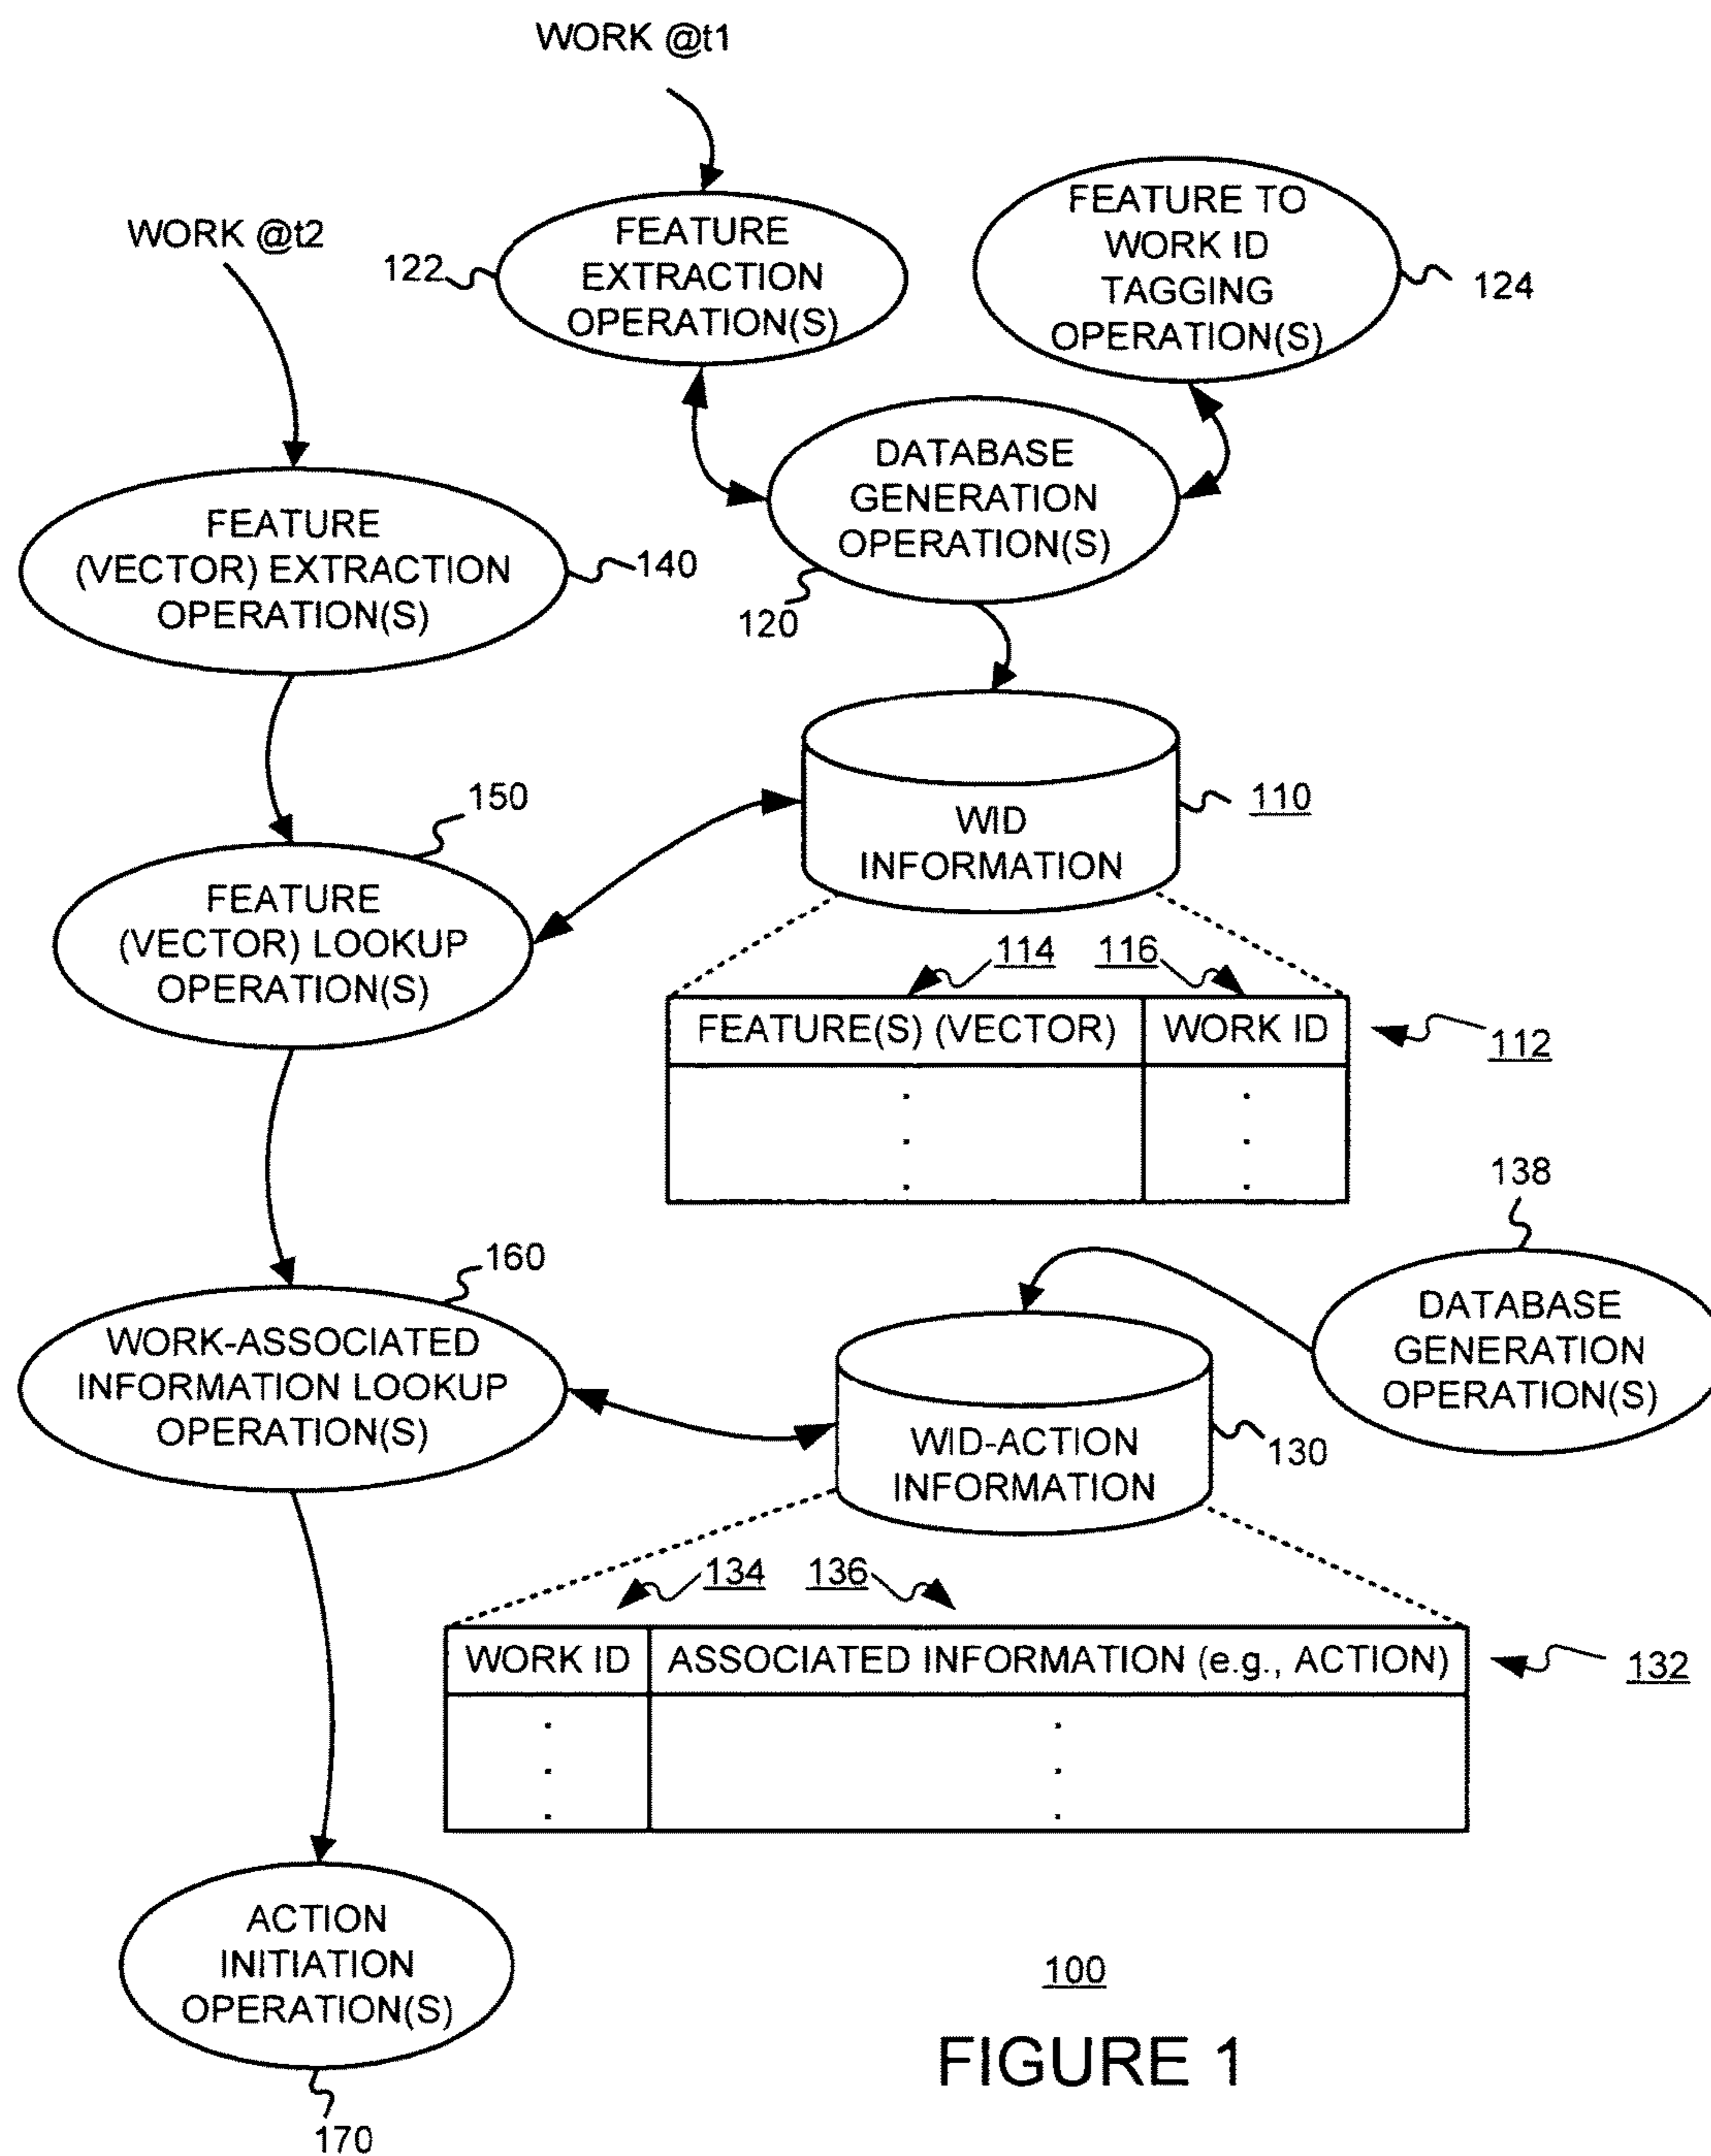 WORK @t1
WORK @t2
FEATURE
EXTRACTION
OPERATION(S)
122
FEATURE TO
WORK ID
TAGGING
OPERATION(S)
124
DATABASE
GENERATION
OPERATION(S)
120
FEATURE
(VECTOR) EXTRACTION
OPERATION(S)
140
150
FEATURE
(VECTOR) LOOKUP
OPERATION(S)
WID
INFORMATION
110
114
116
FEATURE(S) (VECTOR)
WORK ID
112
138
DATABASE
GENERATION
OPERATION(S)
160
WORK-ASSOCIATED
INFORMATION LOOKUP
OPERATION(S)
WID-ACTION
INFORMATION
130
134
136
WORK ID
ASSOCIATED INFORMATION (e.g., ACTION)
132
ACTION
INITIATION
OPERATION(S)
170
100
FIGURE 1